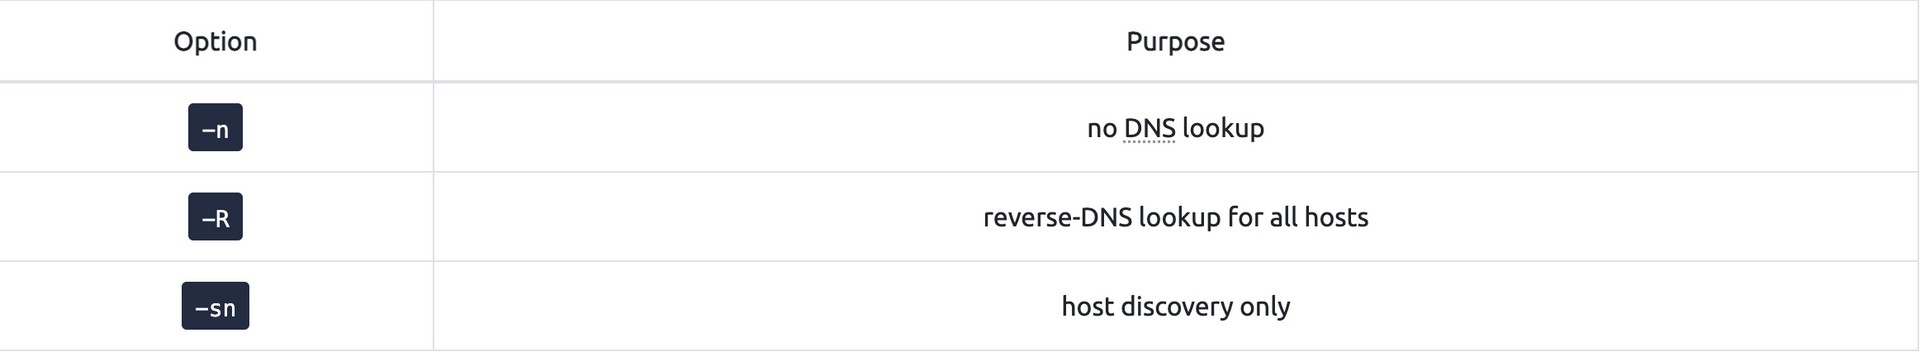 Option Purpose
-n no DNS lookup
-R reverse-DNS lookup for all hosts
-sn host discovery only